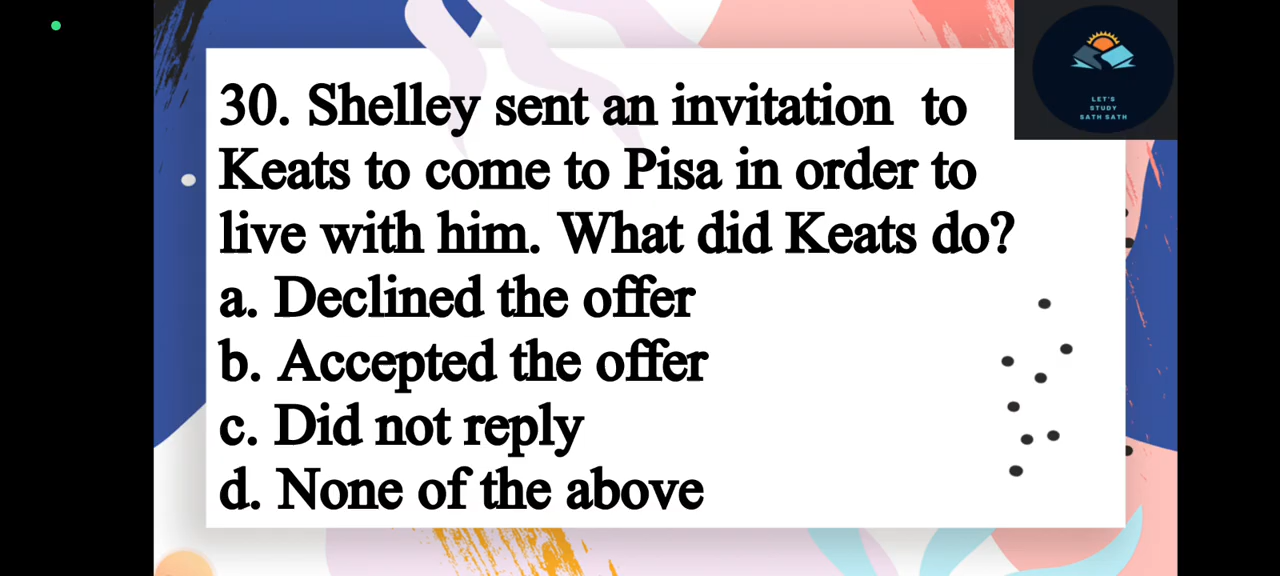 30. Shelley sent an invitation to
Keats to come to Pisa in order to
live with him. What did Keats do?
a. Declined the offer
b. Accepted the offer
c. Did not reply
d. None of the above
LET'S
STUDY
SATH SATH